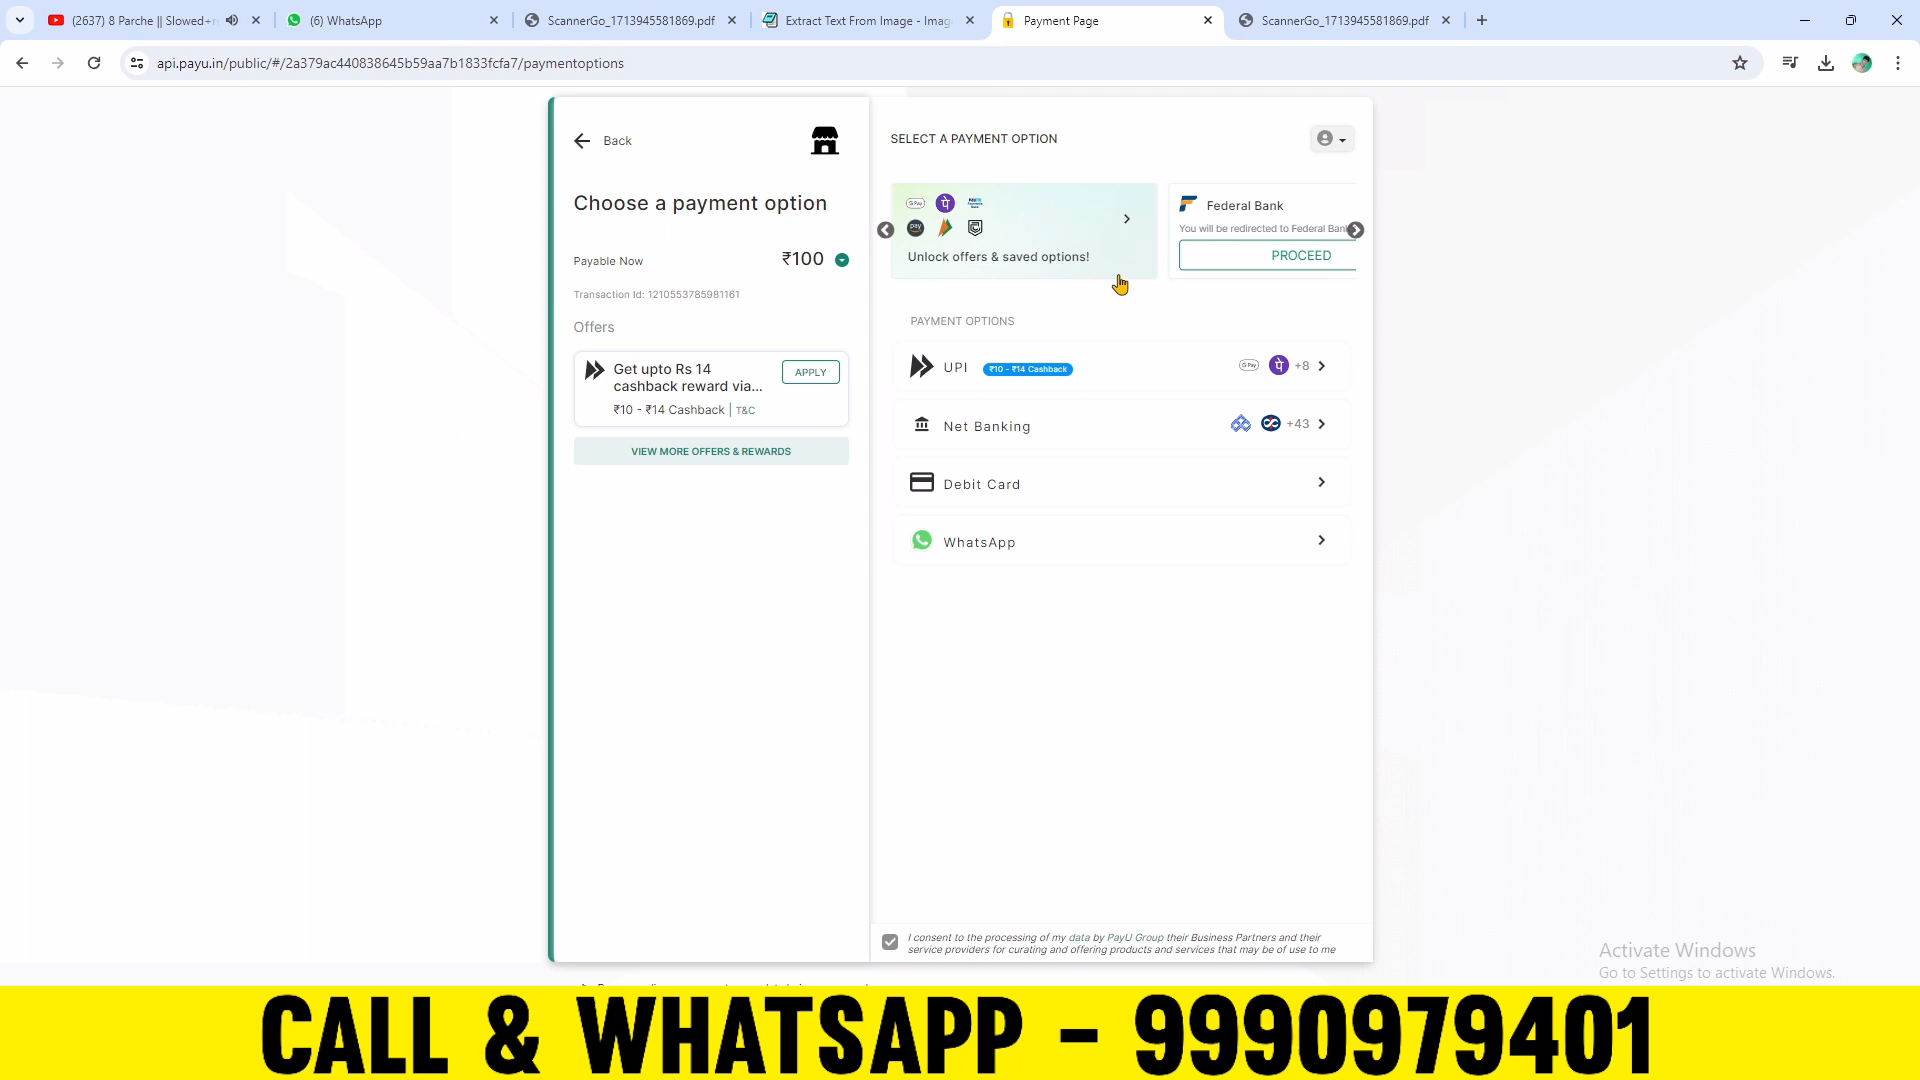 (2637) 8 Parche || Slowed+r
(6) WhatsApp
ScannerGo_1713945581869.pdf
Extract Text From Image - Imag
Payment Page
ScannerGo_1713945581869.pdf
api.payu.in/public/#/2a379ac440838645b59aa7b1833fcfa7/paymentoptions
Back
SELECT A PAYMENT OPTION
Choose a payment option
G Pay
पे
pay
Unlock offers & saved options!
Federal Bank
You will be redirected to Federal Bank
PROCEED
Payable Now
₹100
Transaction Id: 1210553785981161
Offers
Get upto Rs 14
cashback reward via...
APPLY
₹10 - ₹14 Cashback | T&C
VIEW MORE OFFERS & REWARDS
PAYMENT OPTIONS
UPI
₹10 - ₹14 Cashback
G Pay
पे
+8
Net Banking
+43
Debit Card
WhatsApp
I consent to the processing of my data by PayU Group their Business Partners and their
service providers for curating and offering products and services that may be of use to me
Activate Windows
Go to Settings to activate Windows.
CALL & WHATSAPP - 9990979401